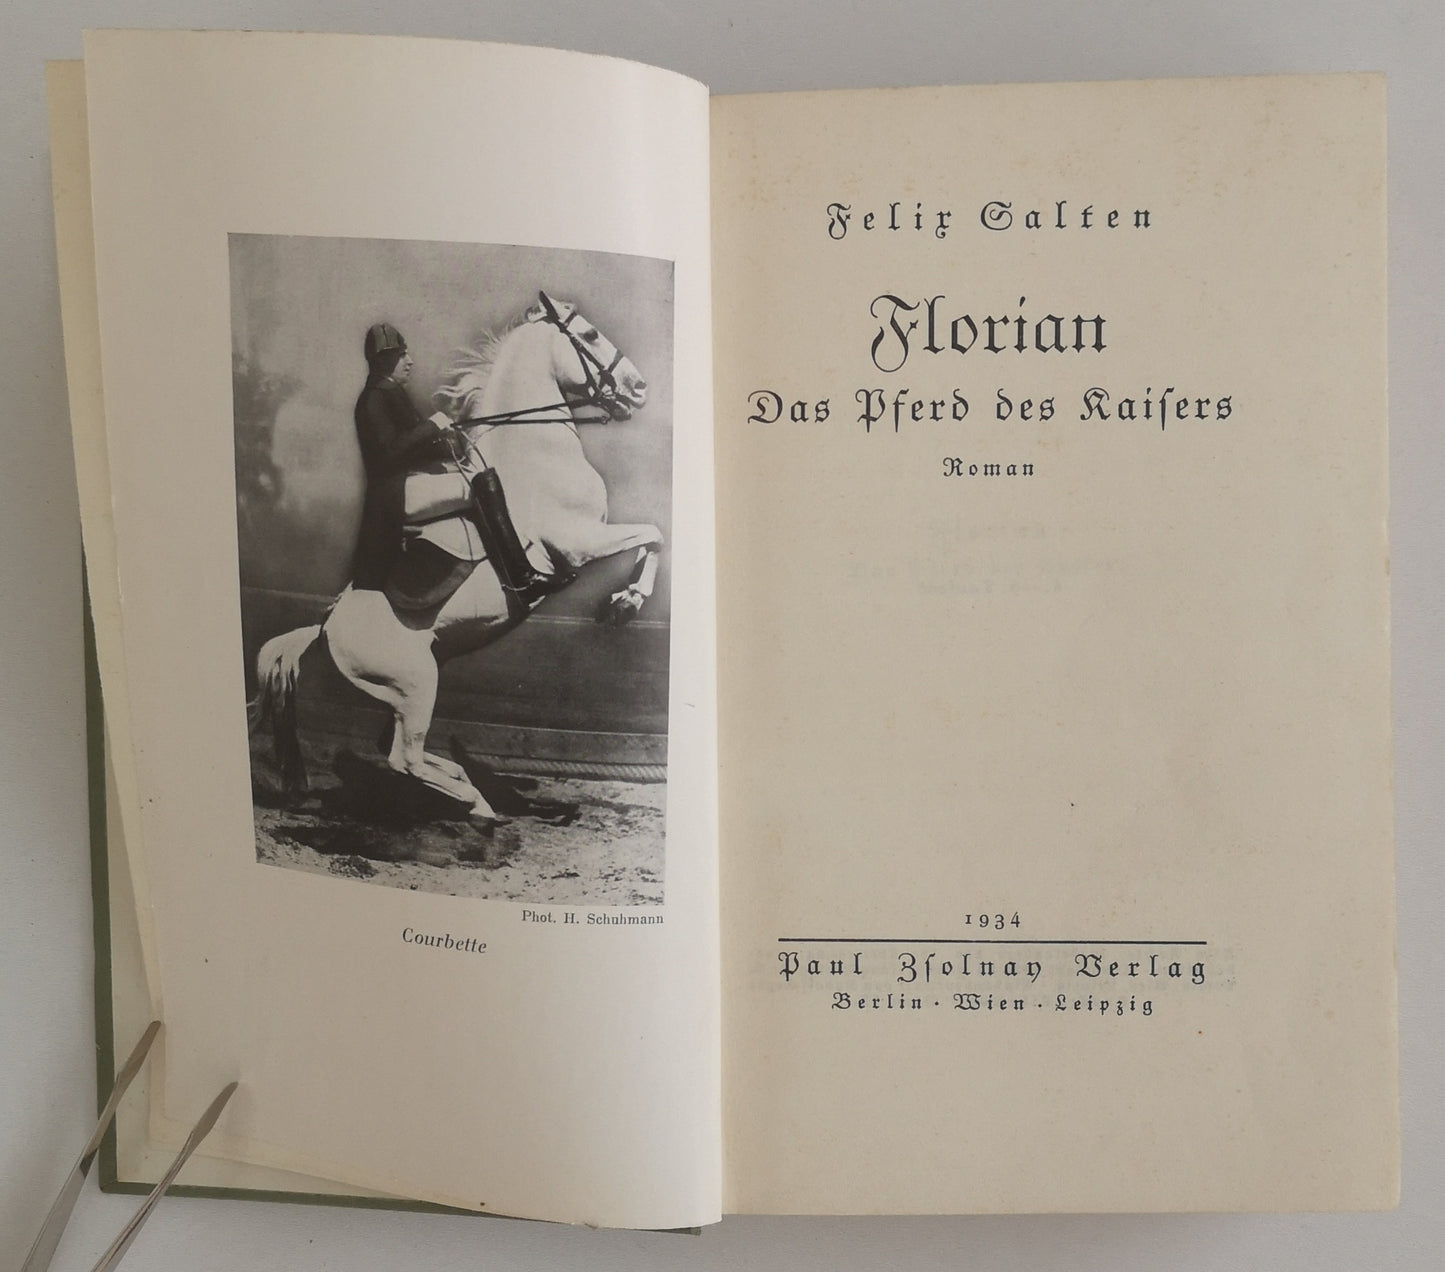 Phot. H. Schuhmann
Courbette
Felix Salten
Florian
Das Pferd des Kaiſers
Roman
1934
Paul Zſolnay Verlag
Berlin · Wien · Leipzig